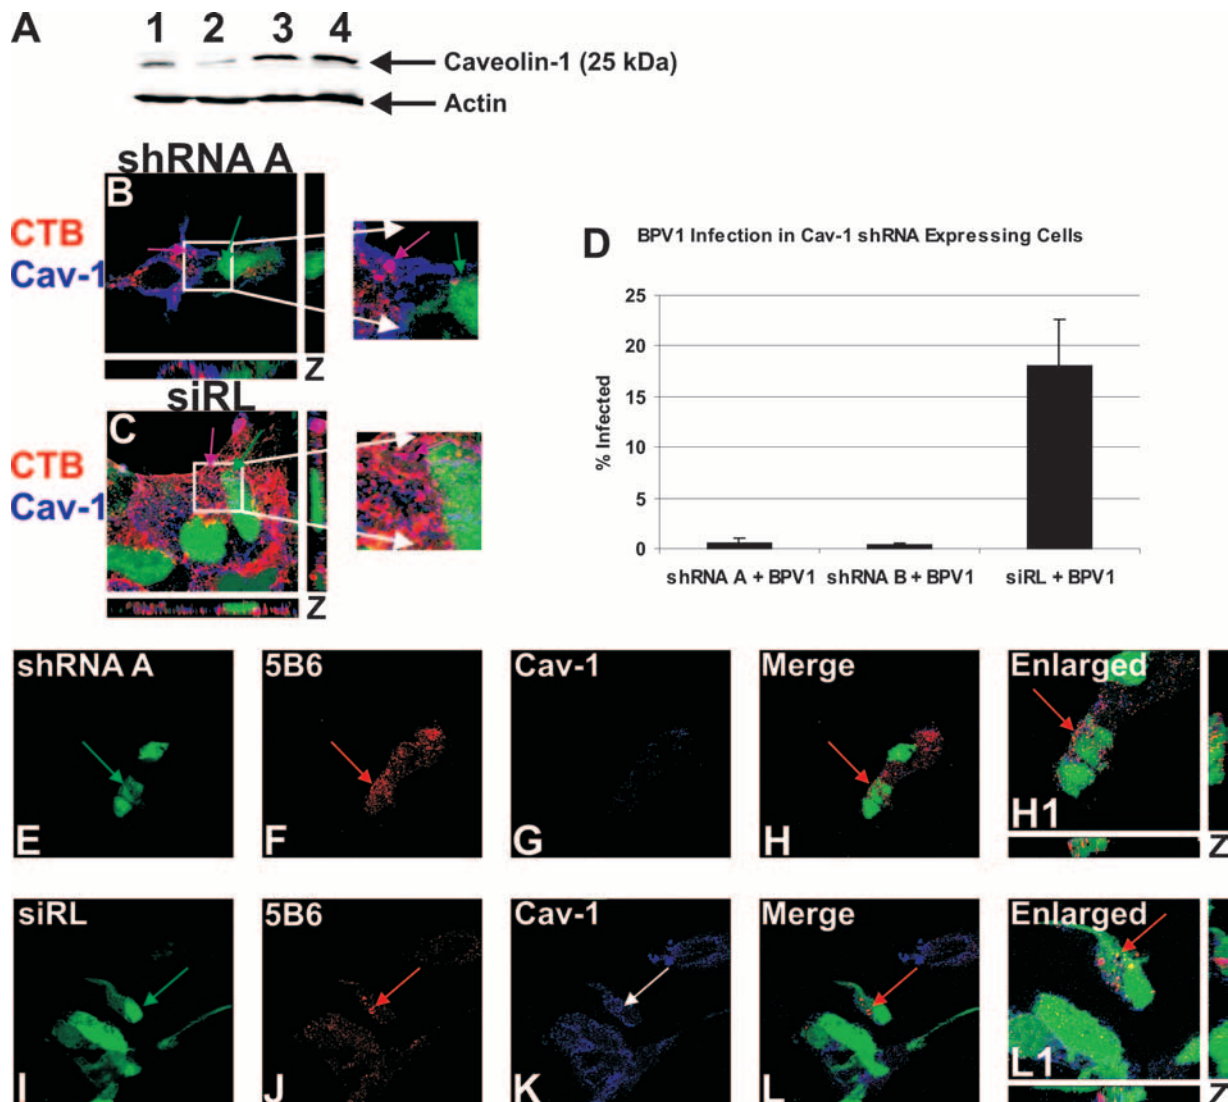 A
1 2 3 4
Caveolin-1 (25 kDa)
Actin
shRNA A
B
CTB
Cav-1
Z
siRL
C
CTB
Cav-1
Z
D
BPV1 Infection in Cav-1 shRNA Expressing Cells
25
20
15
10
5
0
% Infected
shRNA A + BPV1
shRNA B + BPV1
siRL + BPV1
shRNA A
E
5B6
F
Cav-1
G
Merge
H
Enlarged
H1
Z
siRL
I
5B6
J
Cav-1
K
Merge
L
Enlarged
L1
Z